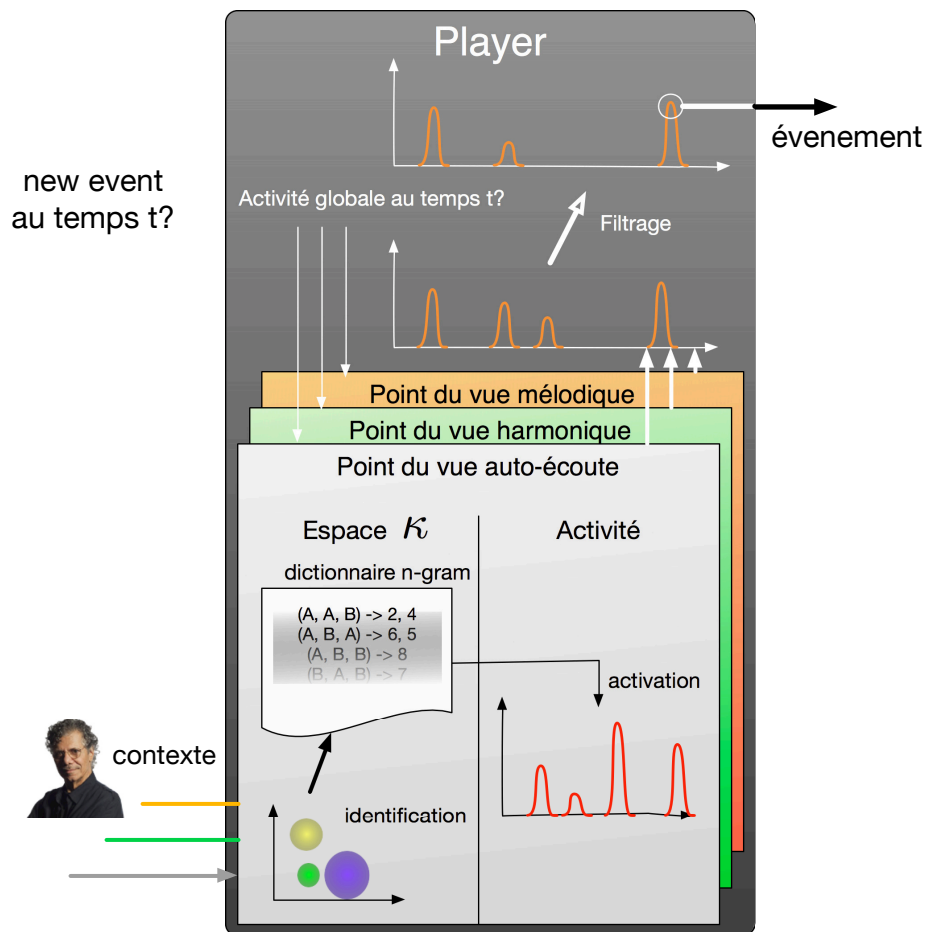 Player
évenement
new event
au temps t?
Activité globale au temps t?
Filtrage
Point du vue mélodique
Point du vue harmonique
Point du vue auto-écoute
Espace κ
Activité
dictionnaire n-gram
(A, A, B) -> 2, 4
(A, B, A) -> 6, 5
(A, B, B) -> 8
(B, A, B) -> 7
activation
contexte
identification